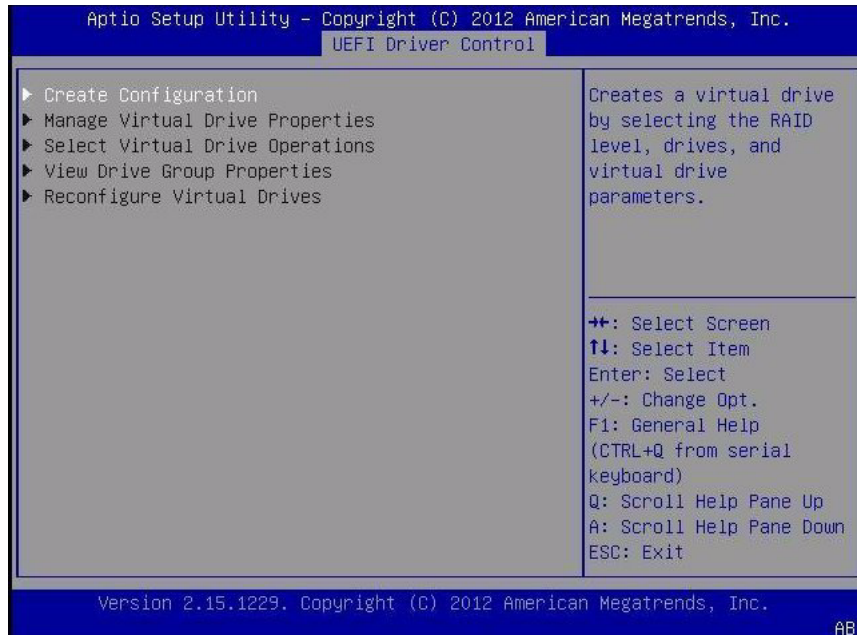 Aptio Setup Utility – Copyright (C) 2012 American Megatrends, Inc.
UEFI Driver Control
▶ Create Configuration
▶ Manage Virtual Drive Properties
▶ Select Virtual Drive Operations
▶ View Drive Group Properties
▶ Reconfigure Virtual Drives
Creates a virtual drive
by selecting the RAID
level, drives, and
virtual drive
parameters.
→←: Select Screen
↑↓: Select Item
Enter: Select
+/-: Change Opt.
F1: General Help
(CTRL+Q from serial
keyboard)
Q: Scroll Help Pane Up
A: Scroll Help Pane Down
ESC: Exit
Version 2.15.1229. Copyright (C) 2012 American Megatrends, Inc.
AB